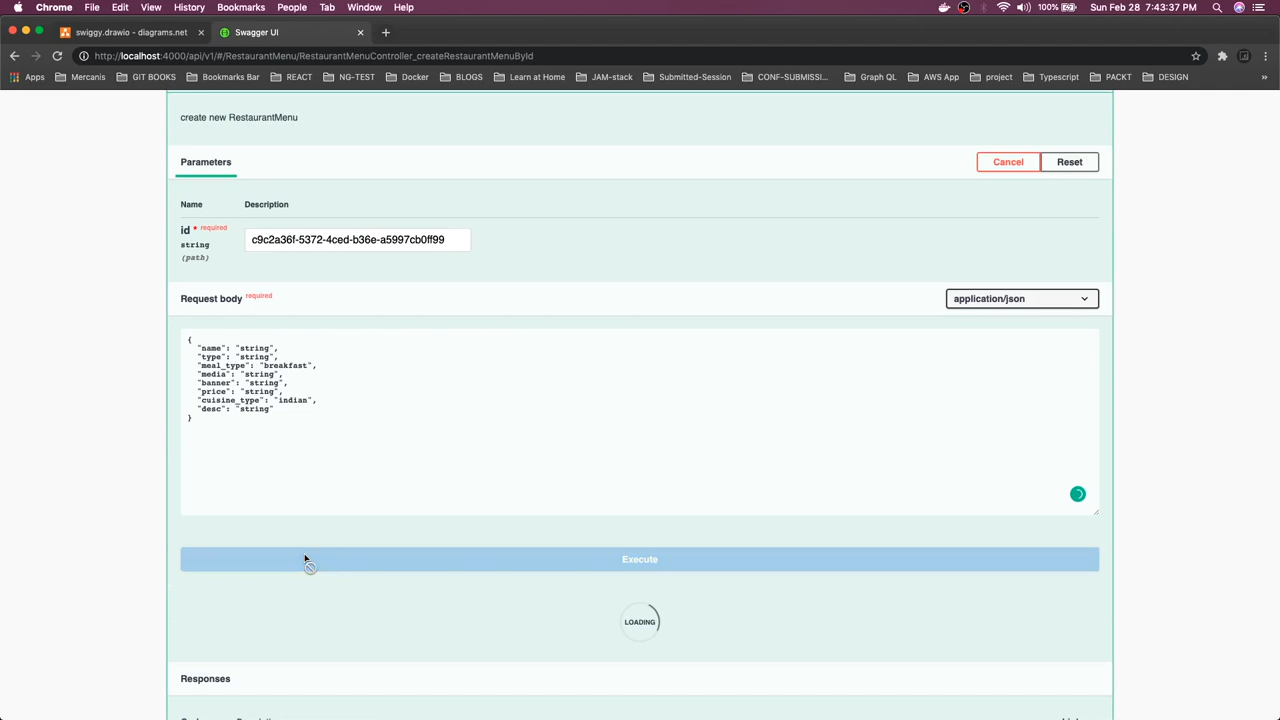 Chrome File Edit View History Bookmarks People Tab Window Help 100% Sun Feb 28 7:43:37 PM
swiggy.drawio - diagrams.net Swagger UI
http://localhost:4000/api/v1/#/RestaurantMenu/RestaurantMenuController_createRestaurantMenuById
Apps Mercanis GIT BOOKS Bookmarks Bar REACT NG-TEST Docker BLOGS Learn at Home JAM-stack Submitted-Session CONF-SUBMISSI... Graph QL AWS App project Typescript PACKT DESIGN »
create new RestaurantMenu
Parameters Cancel Reset
Name Description
id * required
string
(path)
c9c2a36f-5372-4ced-b36e-a5997cb0ff99
Request body required application/json
{
"name": "string",
"type": "string",
"meal_type": "breakfast",
"media": "string",
"banner": "string",
"price": "string",
"cuisine_type": "indian",
"desc": "string"
}
Execute
LOADING
Responses